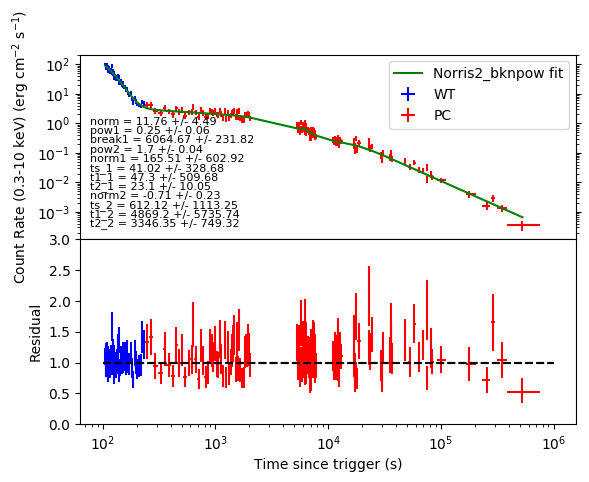 Count Rate (0.3-10 keV) (erg cm⁻² s⁻¹)
10²
10¹
10⁰
10⁻¹
10⁻²
10⁻³
Norris2_bknpow fit
WT
PC
norm = 11.76 +/- 4.49
pow1 = 0.25 +/- 0.06
break1 = 6064.67 +/- 231.82
pow2 = 1.7 +/- 0.04
norm1 = 165.51 +/- 602.92
ts_1 = 41.02 +/- 328.68
t1_1 = 47.3 +/- 509.68
t2_1 = 23.1 +/- 10.05
norm2 = -0.71 +/- 0.23
ts_2 = 612.12 +/- 1113.25
t1_2 = 4869.2 +/- 5735.74
t2_2 = 3346.35 +/- 749.32
Residual
3.0
2.5
2.0
1.5
1.0
0.5
0.0
10² 10³ 10⁴ 10⁵ 10⁶
Time since trigger (s)